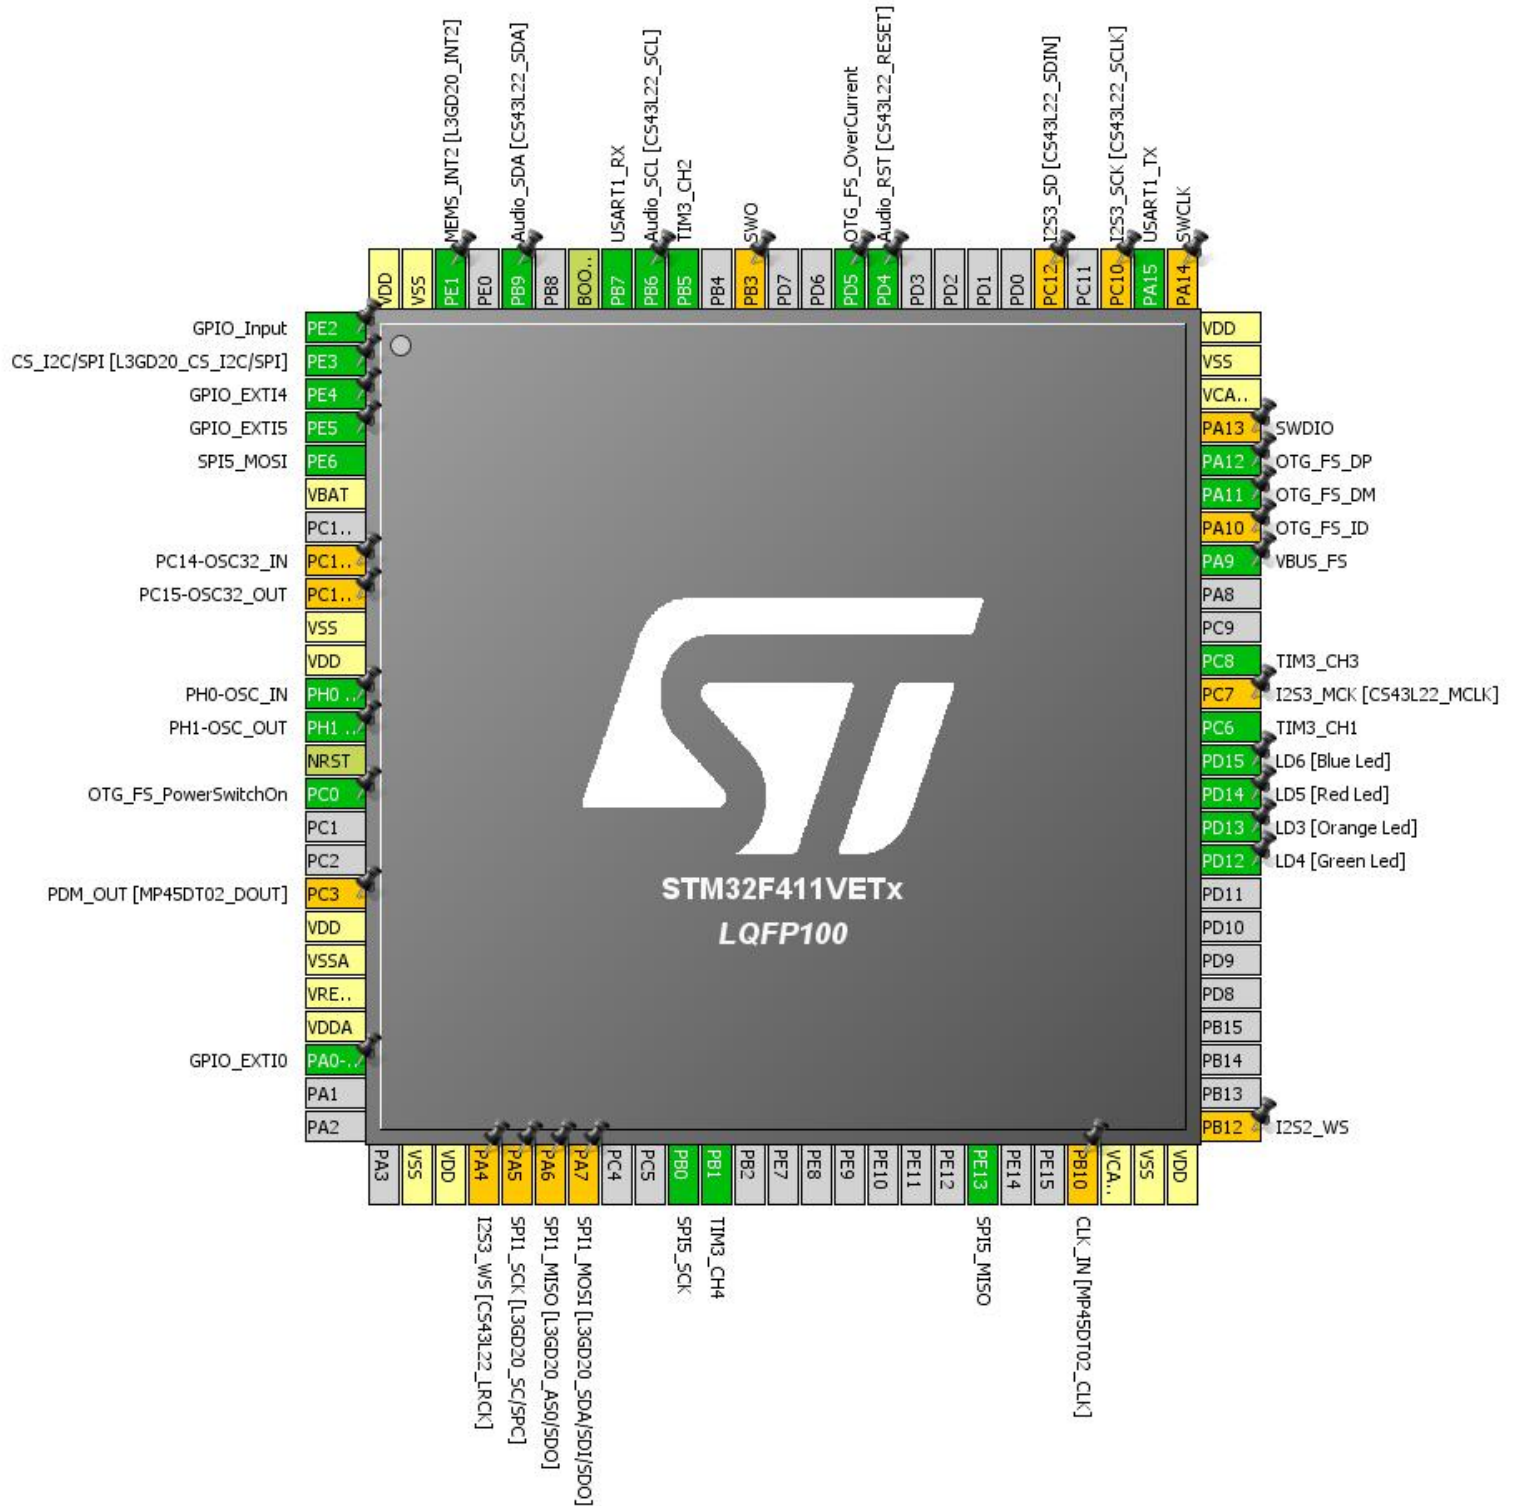 MEMS_INT2 [L3GD20_INT2]
Audio_SDA [CS43L22_SDA]
USART1_RX
Audio_SCL [CS43L22_SCL]
TIM3_CH2
SWO
OTG_FS_OverCurrent
Audio_RST [CS43L22_RESET]
I2S3_SD [CS43L22_SDIN]
I2S3_SCK [CS43L22_SCLK]
USART1_TX
SWCLK
VDD
VSS
PE1
PE0
PB9
PB8
BOO..
PB7
PB6
PB5
PB4
PB3
PD7
PD6
PD5
PD4
PD3
PD2
PD1
PD0
PC12
PC11
PC10
PA15
PA14
GPIO_Input PE2
CS_I2C/SPI [L3GD20_CS_I2C/SPI] PE3
GPIO_EXTI4 PE4
GPIO_EXTI5 PE5
SPI5_MOSI PE6
VBAT
PC1..
PC14-OSC32_IN PC1..
PC15-OSC32_OUT PC1..
VSS
VDD
PH0-OSC_IN PH0 ..
PH1-OSC_OUT PH1 ..
NRST
OTG_FS_PowerSwitchOn PC0
PC1
PC2
PDM_OUT [MP45DT02_DOUT] PC3
VDD
VSSA
VRE..
VDDA
GPIO_EXTI0 PA0-..
PA1
PA2
ST
STM32F411VETx
LQFP100
VDD
VSS
VCA..
PA13 SWDIO
PA12 OTG_FS_DP
PA11 OTG_FS_DM
PA10 OTG_FS_ID
PA9 VBUS_FS
PA8
PC9
PC8 TIM3_CH3
PC7 I2S3_MCK [CS43L22_MCLK]
PC6 TIM3_CH1
PD15 LD6 [Blue Led]
PD14 LD5 [Red Led]
PD13 LD3 [Orange Led]
PD12 LD4 [Green Led]
PD11
PD10
PD9
PD8
PB15
PB14
PB13
PB12 I2S2_WS
PA3
VSS
VDD
PA4
PA5
PA6
PA7
PC4
PC5
PB0
PB1
PB2
PE7
PE8
PE9
PE10
PE11
PE12
PE13
PE14
PE15
PB10
VCA..
VSS
VDD
I2S3_WS [CS43L22_LRCK]
SPI1_SCK [L3GD20_SCL/SPC]
SPI1_MISO [L3GD20_SA0/SDO]
SPI1_MOSI [L3GD20_SDA/SDI/SDO]
SPI5_SCK
TIM3_CH4
SPI5_MISO
CLK_IN [MP45DT02_CLK]